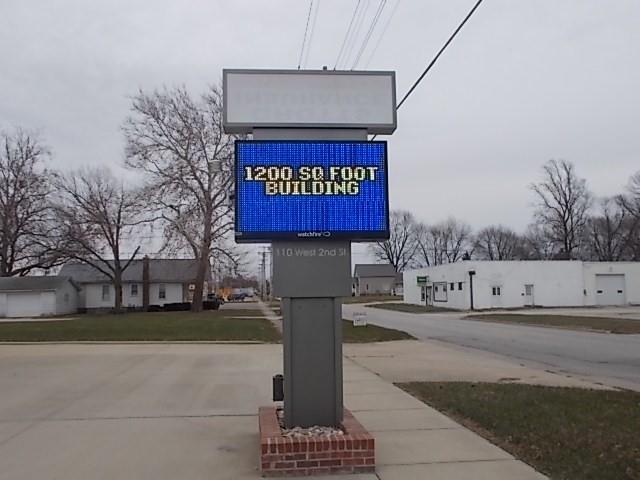 1200 SQ FOOT
BUILDING
watchfire
110 West 2nd St